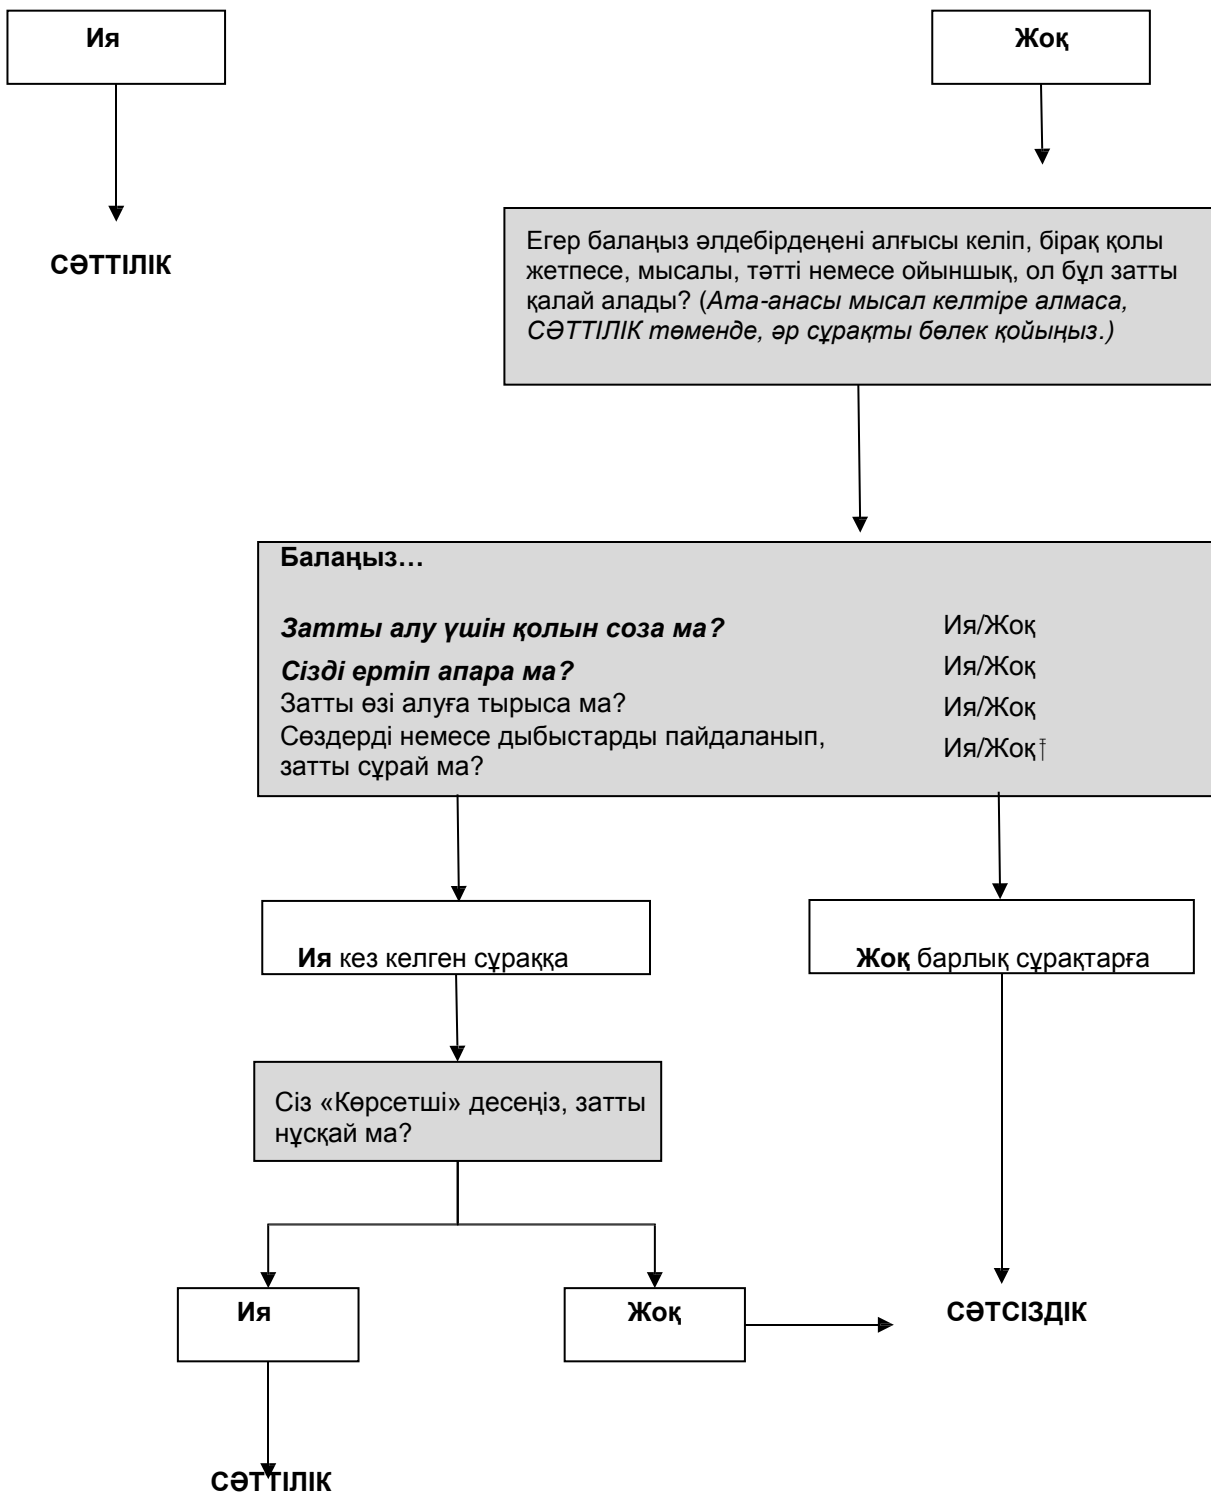 Ия
Жоқ
СӘТТІЛІК
Егер балаңыз әлдебірдеңені алғысы келіп, бірақ қолы
жетпесе, мысалы, тәтті немесе ойыншық, ол бұл затты
қалай алады? (Ата-анасы мысал келтіре алмаса,
СӘТТІЛІК төменде, әр сұрақты бөлек қойыңыз.)
Балаңыз…
Затты алу үшін қолын соза ма? Ия/Жоқ
Сізді ертіп апара ма? Ия/Жоқ
Затты өзі алуға тырыса ма? Ия/Жоқ
Сөздерді немесе дыбыстарды пайдаланып, Ия/Жоқ
затты сұрай ма?
Ия кез келген сұраққа
Жоқ барлық сұрақтарға
Сіз «Көрсетші» десеңіз, затты
нұсқай ма?
Ия
Жоқ
СӘТСІЗДІК
СӘТТІЛІК